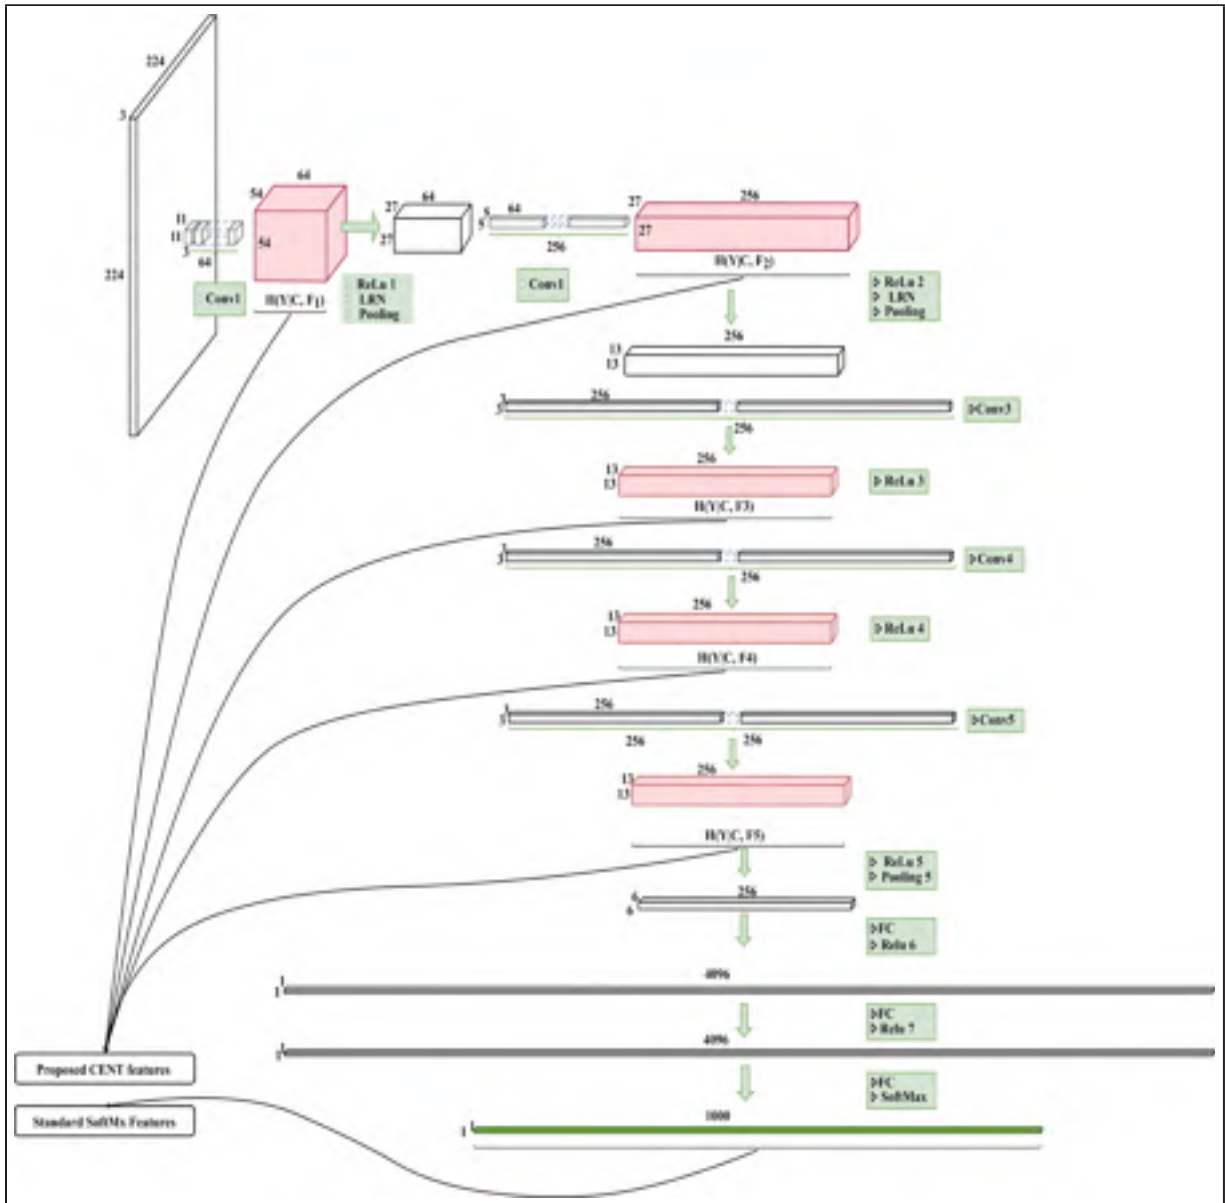 224
3
64
54
64
11
27
5
64
27
256
11
54
27
5
27
3
64
256
224
H(Y|C, F2)
Conv1
ReLu 1
Conv1
ReLu 2
H(Y|C, F1)
LRN
LRN
Pooling
Pooling
256
13
13
256
3
Conv3
256
256
13
13
ReLu 3
H(Y|C, F3)
256
3
Conv4
256
256
13
13
ReLu 4
H(Y|C, F4)
256
3
Conv5
256
256
256
13
13
H(Y|C, F5)
ReLu 5
Pooling 5
256
6
6
FC
Relu 6
4096
1
1
FC
Relu 7
4096
1
1
Proposed CENT features
FC
SoftMax
Standard SoftMx Features
1000
1
1